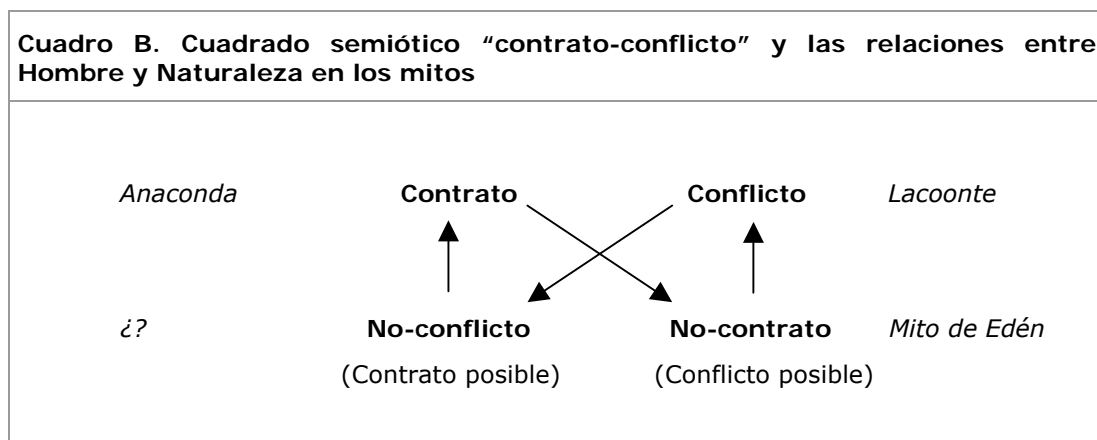 Cuadro B. Cuadrado semiótico “contrato-conflicto” y las relaciones entre
Hombre y Naturaleza en los mitos
Anaconda Contrato Conflicto Lacoonte
¿? No-conflicto No-contrato Mito de Edén
(Contrato posible) (Conflicto posible)